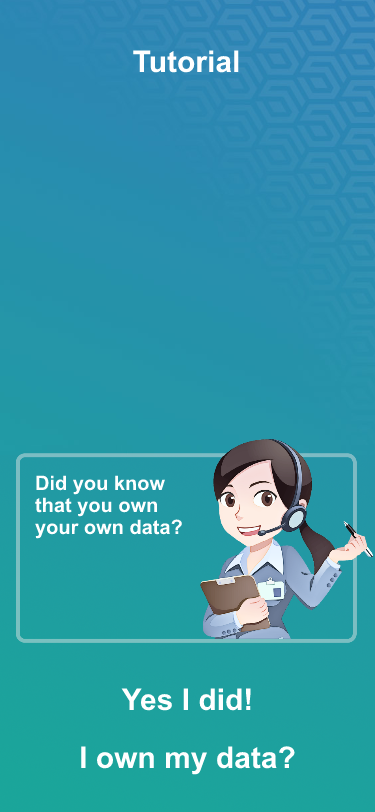 Tutorial
Did you know
that you own
your own data?
Yes I did!
I own my data?